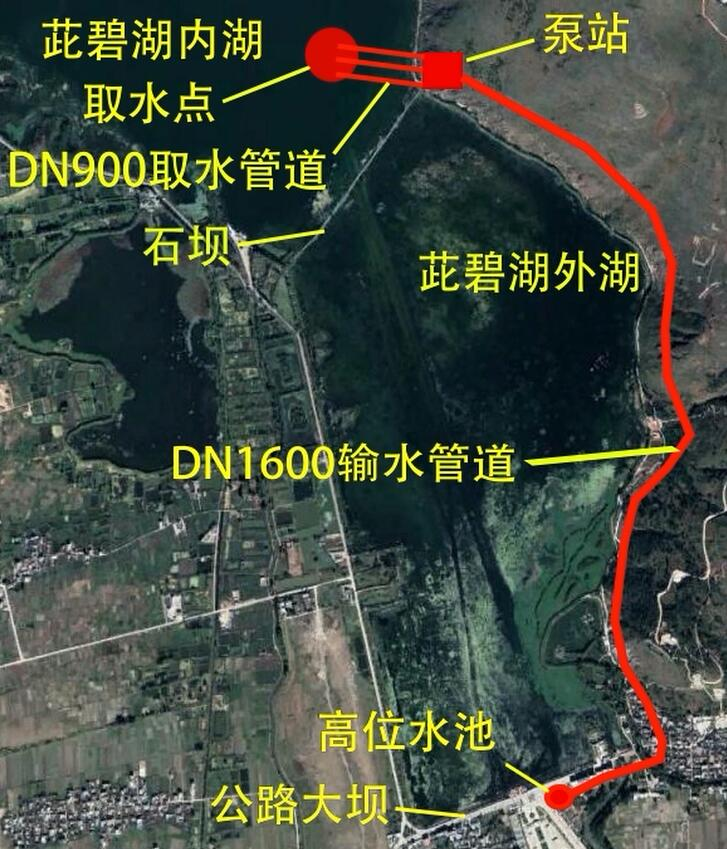 茈碧湖内湖
泵站
取水点
DN900取水管道
石坝
茈碧湖外湖
DN1600输水管道
高位水池
公路大坝